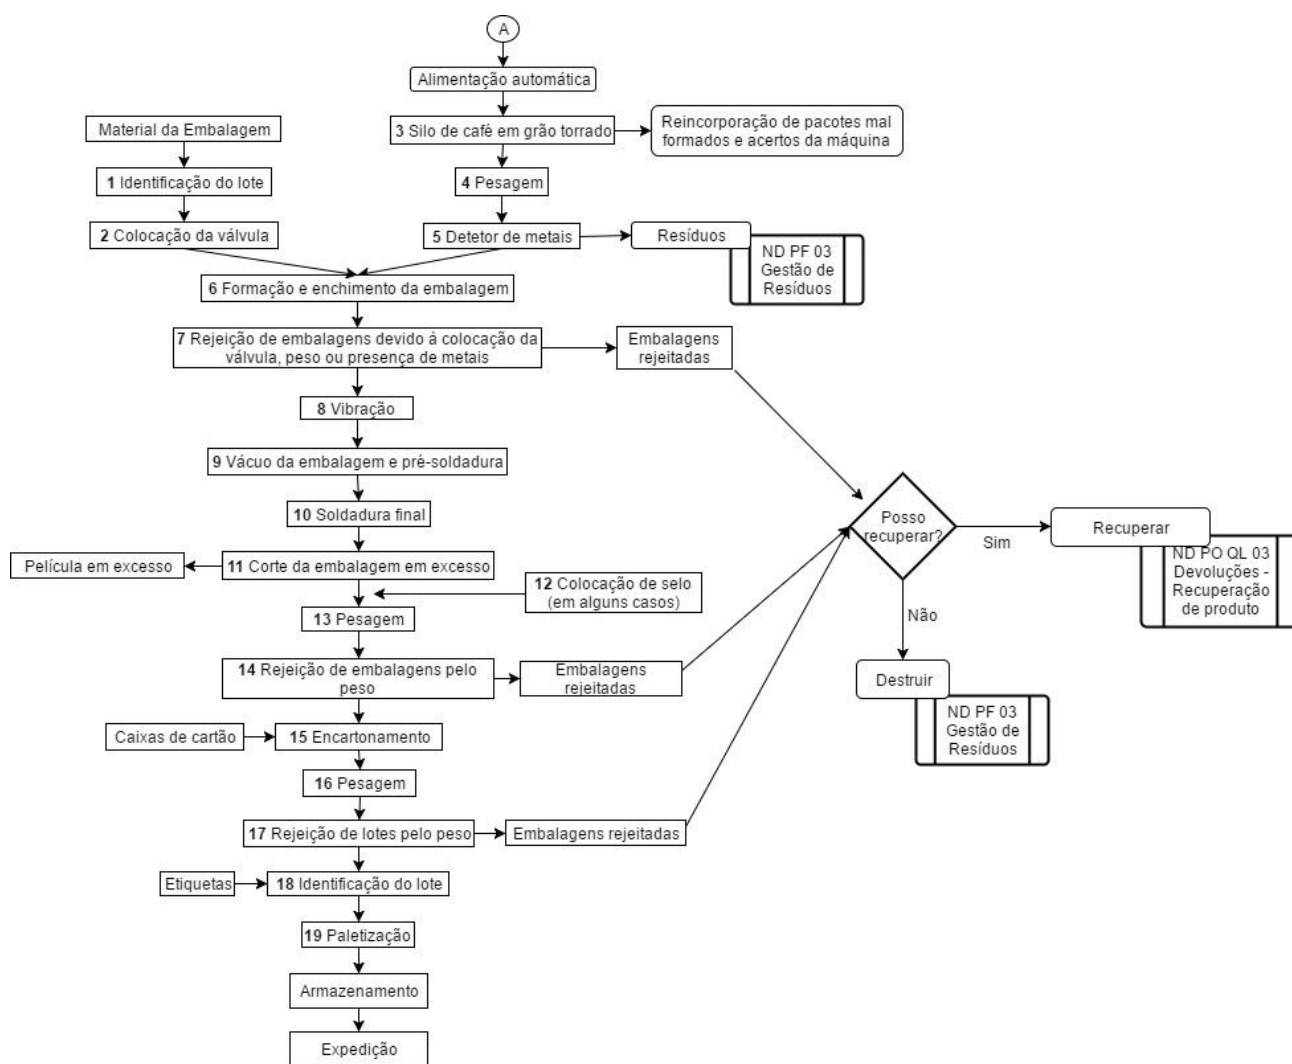 A
Alimentação automática
Material da Embalagem
3 Silo de café em grão torrado
Reincorporação de pacotes mal
formados e acertos da máquina
1 Identificação do lote
4 Pesagem
2 Colocação da válvula
5 Detetor de metais
Resíduos
ND PF 03
Gestão de
Resíduos
6 Formação e enchimento da embalagem
7 Rejeição de embalagens devido à colocação da
válvula, peso ou presença de metais
Embalagens
rejeitadas
8 Vibração
9 Vácuo da embalagem e pré-soldadura
10 Soldadura final
Posso
recuperar?
Sim
Recuperar
ND PO QL 03
Devoluções -
Recuperação
de produto
Película em excesso
11 Corte da embalagem em excesso
12 Colocação de selo
(em alguns casos)
13 Pesagem
Não
14 Rejeição de embalagens pelo
peso
Embalagens
rejeitadas
Destruir
ND PF 03
Gestão de
Resíduos
Caixas de cartão
15 Encartonamento
16 Pesagem
17 Rejeição de lotes pelo peso
Embalagens rejeitadas
Etiquetas
18 Identificação do lote
19 Paletização
Armazenamento
Expedição